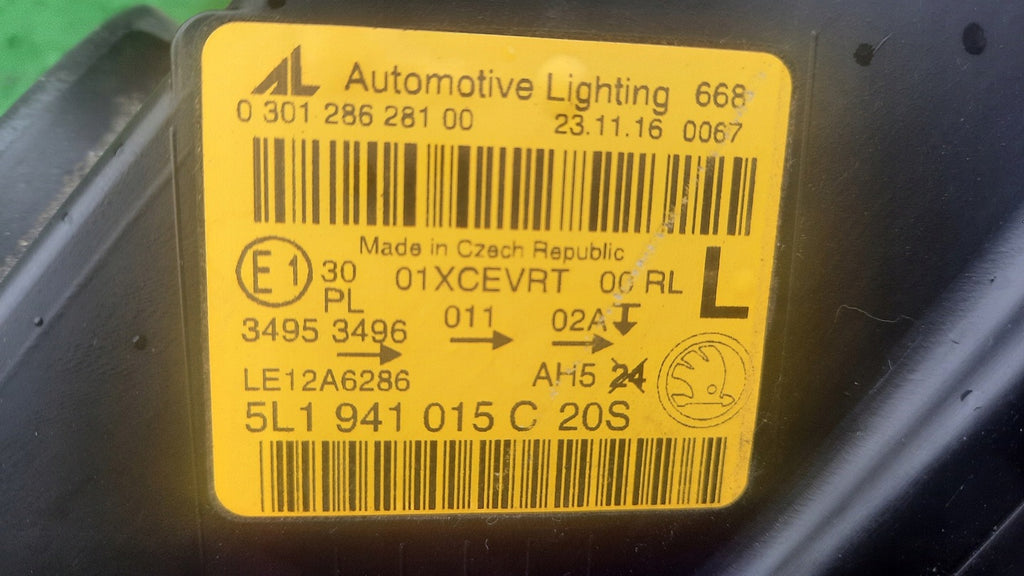 AL Automotive Lighting 668
0 301 286 281 00 23.11.16 0067
Made in Czech Republic
E1 30 01XCEVRT 00 RL L
PL
3495 3496 011 02A
LE12A6286 AH5 24
5L1 941 015 C 20S